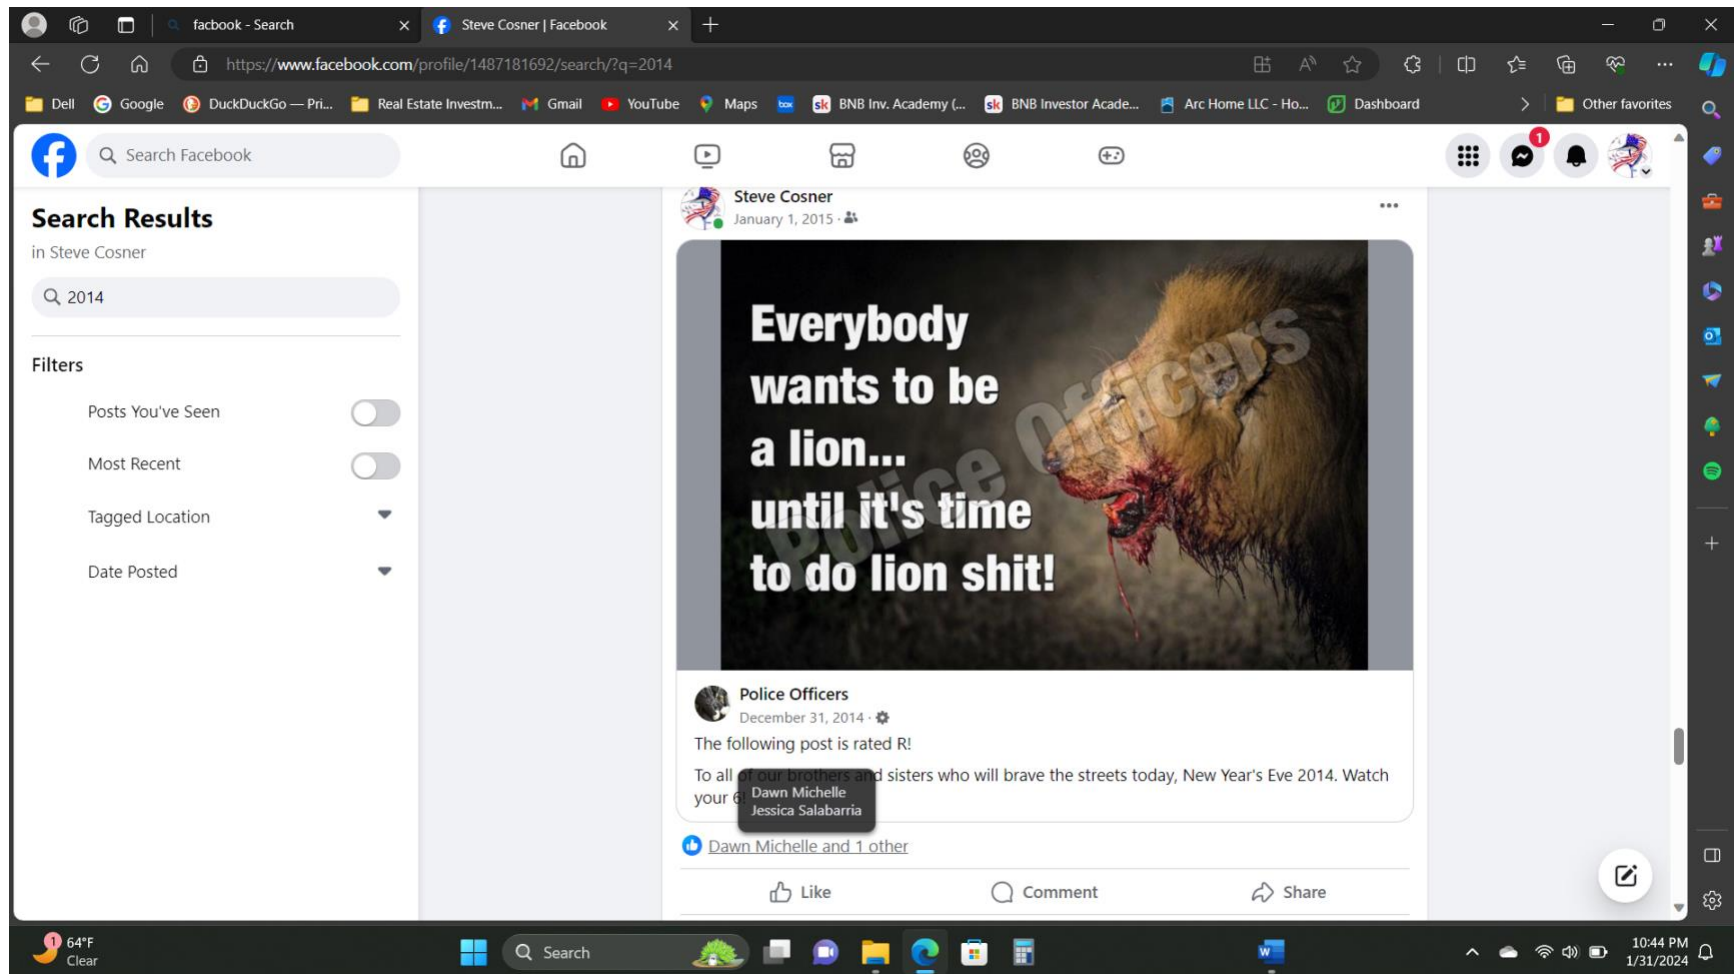 facbook - Search
Steve Cosner | Facebook
https://www.facebook.com/profile/1487181692/search/?q=2014
Dell
Google
DuckDuckGo — Pri...
Real Estate Investm...
Gmail
YouTube
Maps
box
sk BNB Inv. Academy (...
sk BNB Investor Acade...
Arc Home LLC - Ho...
Dashboard
Other favorites
Search Facebook
1
Search Results
in Steve Cosner
2014
Filters
Posts You've Seen
Most Recent
Tagged Location
Date Posted
Steve Cosner
January 1, 2015 ·
Everybody
wants to be
a lion...
until it's time
to do lion shit!
Police Officers
Police Officers
December 31, 2014 ·
The following post is rated R!
To all of our brothers and sisters who will brave the streets today, New Year's Eve 2014. Watch
your 6!
Dawn Michelle
Jessica Salabarria
Dawn Michelle and 1 other
Like
Comment
Share
1
64°F
Clear
Search
10:44 PM
1/31/2024